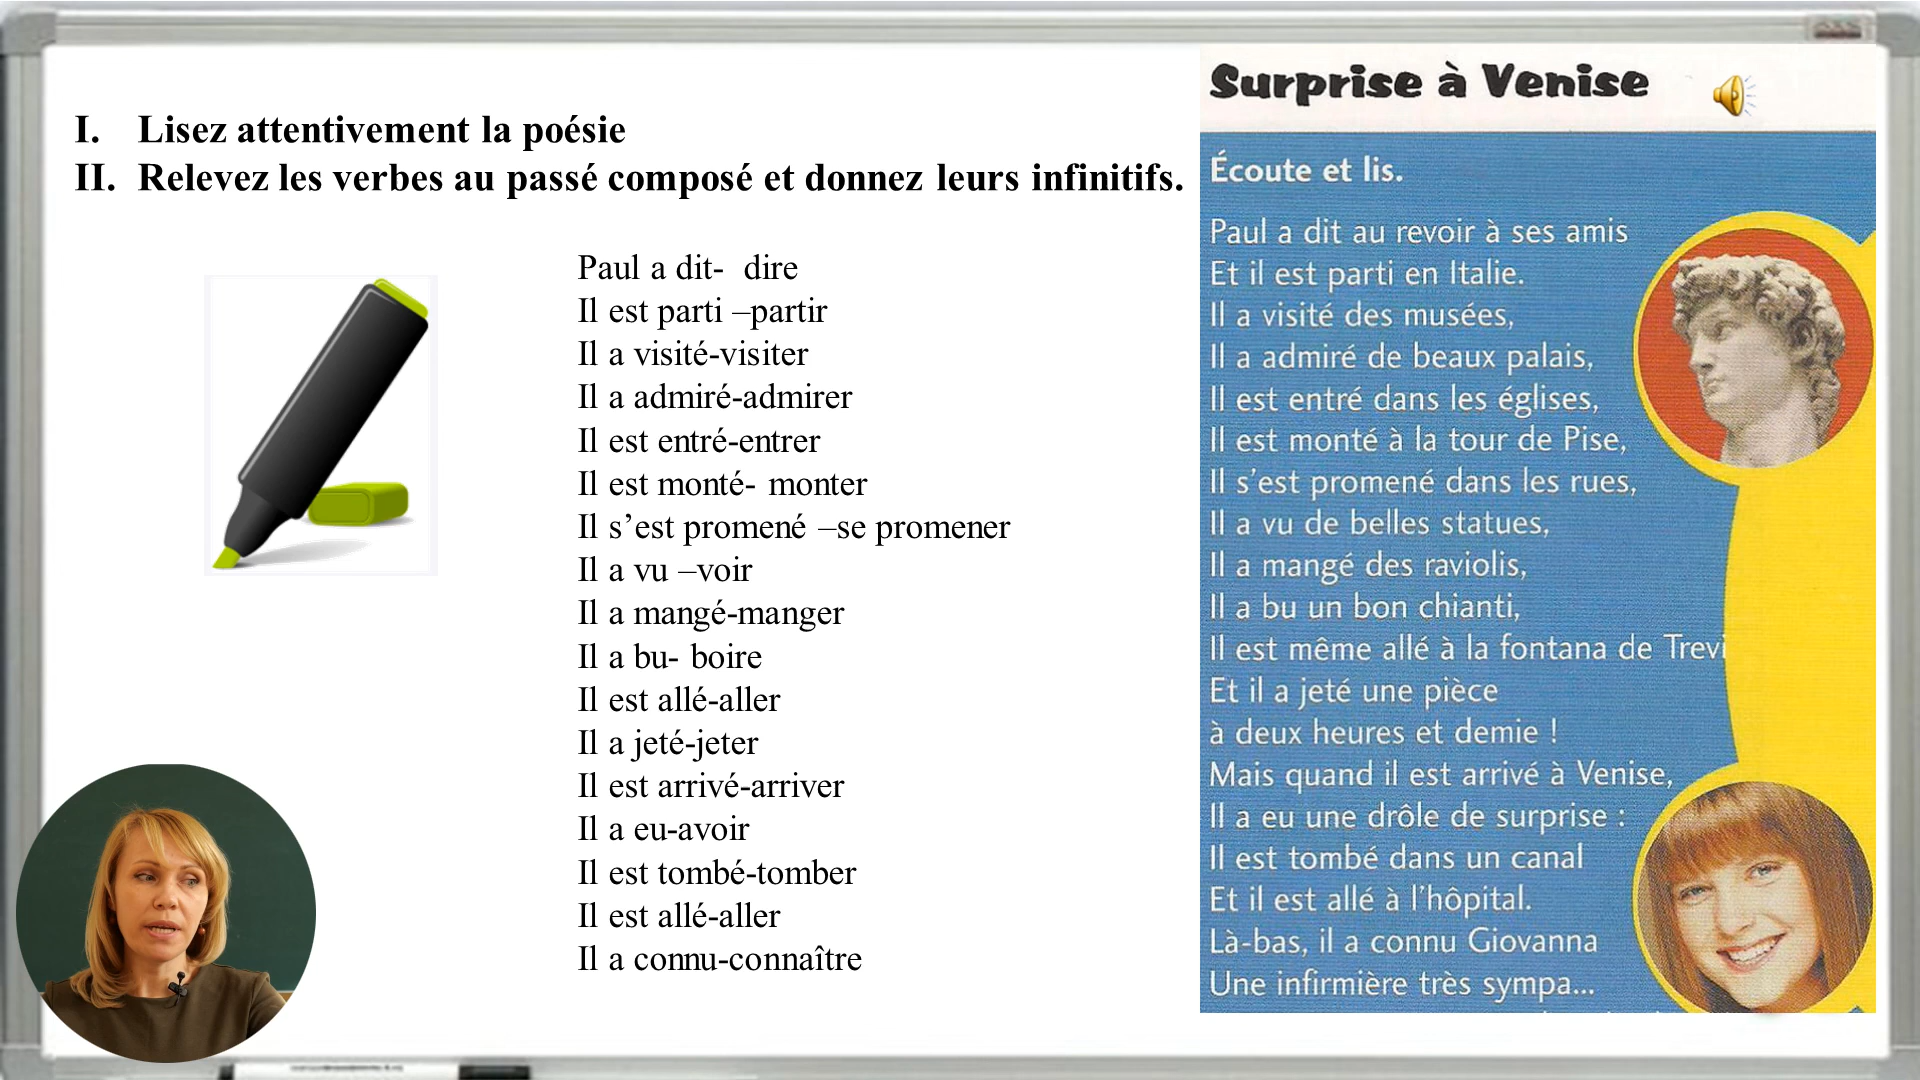 I. Lisez attentivement la poésie
II. Relevez les verbes au passé composé et donnez leurs infinitifs.
Paul a dit- dire
Il est parti –partir
Il a visité-visiter
Il a admiré-admirer
Il est entré-entrer
Il est monté- monter
Il s’est promené –se promener
Il a vu –voir
Il a mangé-manger
Il a bu- boire
Il est allé-aller
Il a jeté-jeter
Il est arrivé-arriver
Il a eu-avoir
Il est tombé-tomber
Il est allé-aller
Il a connu-connaître
Surprise à Venise
Écoute et lis.
Paul a dit au revoir à ses amis
Et il est parti en Italie.
Il a visité des musées,
Il a admiré de beaux palais,
Il est entré dans les églises,
Il est monté à la tour de Pise,
Il s’est promené dans les rues,
Il a vu de belles statues,
Il a mangé des raviolis,
Il a bu un bon chianti,
Il est même allé à la fontana de Trevi
Et il a jeté une pièce
à deux heures et demie !
Mais quand il est arrivé à Venise,
Il a eu une drôle de surprise :
Il est tombé dans un canal
Et il est allé à l’hôpital.
Là-bas, il a connu Giovanna
Une infirmière très sympa...